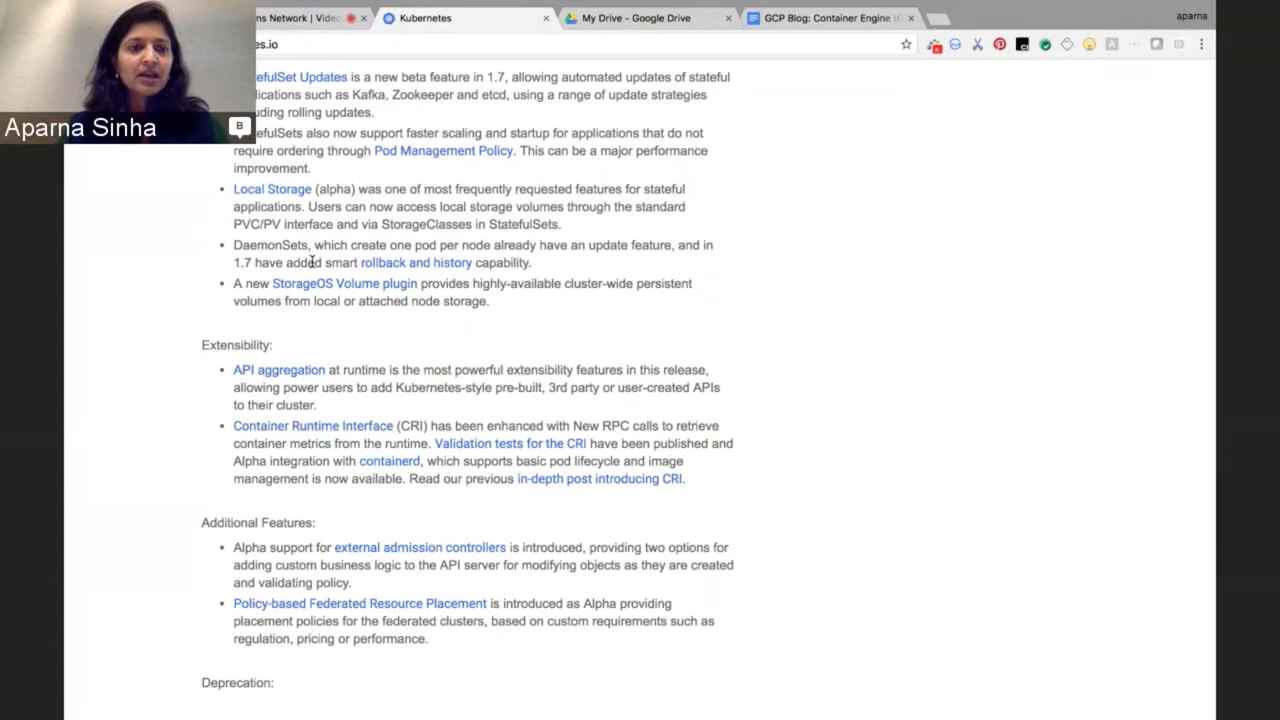 ns Network | Video
Kubernetes
My Drive - Google Drive
GCP Blog: Container Engine (
aparna
es.io
Aparna Sinha
B
efulSet Updates is a new beta feature in 1.7, allowing automated updates of stateful
lications such as Kafka, Zookeeper and etcd, using a range of update strategies
uding rolling updates.
efulSets also now support faster scaling and startup for applications that do not
require ordering through Pod Management Policy. This can be a major performance
improvement.
• Local Storage (alpha) was one of most frequently requested features for stateful
applications. Users can now access local storage volumes through the standard
PVC/PV interface and via StorageClasses in StatefulSets.
• DaemonSets, which create one pod per node already have an update feature, and in
1.7 have added smart rollback and history capability.
• A new StorageOS Volume plugin provides highly-available cluster-wide persistent
volumes from local or attached node storage.
Extensibility:
• API aggregation at runtime is the most powerful extensibility features in this release,
allowing power users to add Kubernetes-style pre-built, 3rd party or user-created APIs
to their cluster.
• Container Runtime Interface (CRI) has been enhanced with New RPC calls to retrieve
container metrics from the runtime. Validation tests for the CRI have been published and
Alpha integration with containerd, which supports basic pod lifecycle and image
management is now available. Read our previous in-depth post introducing CRI.
Additional Features:
• Alpha support for external admission controllers is introduced, providing two options for
adding custom business logic to the API server for modifying objects as they are created
and validating policy.
• Policy-based Federated Resource Placement is introduced as Alpha providing
placement policies for the federated clusters, based on custom requirements such as
regulation, pricing or performance.
Deprecation: